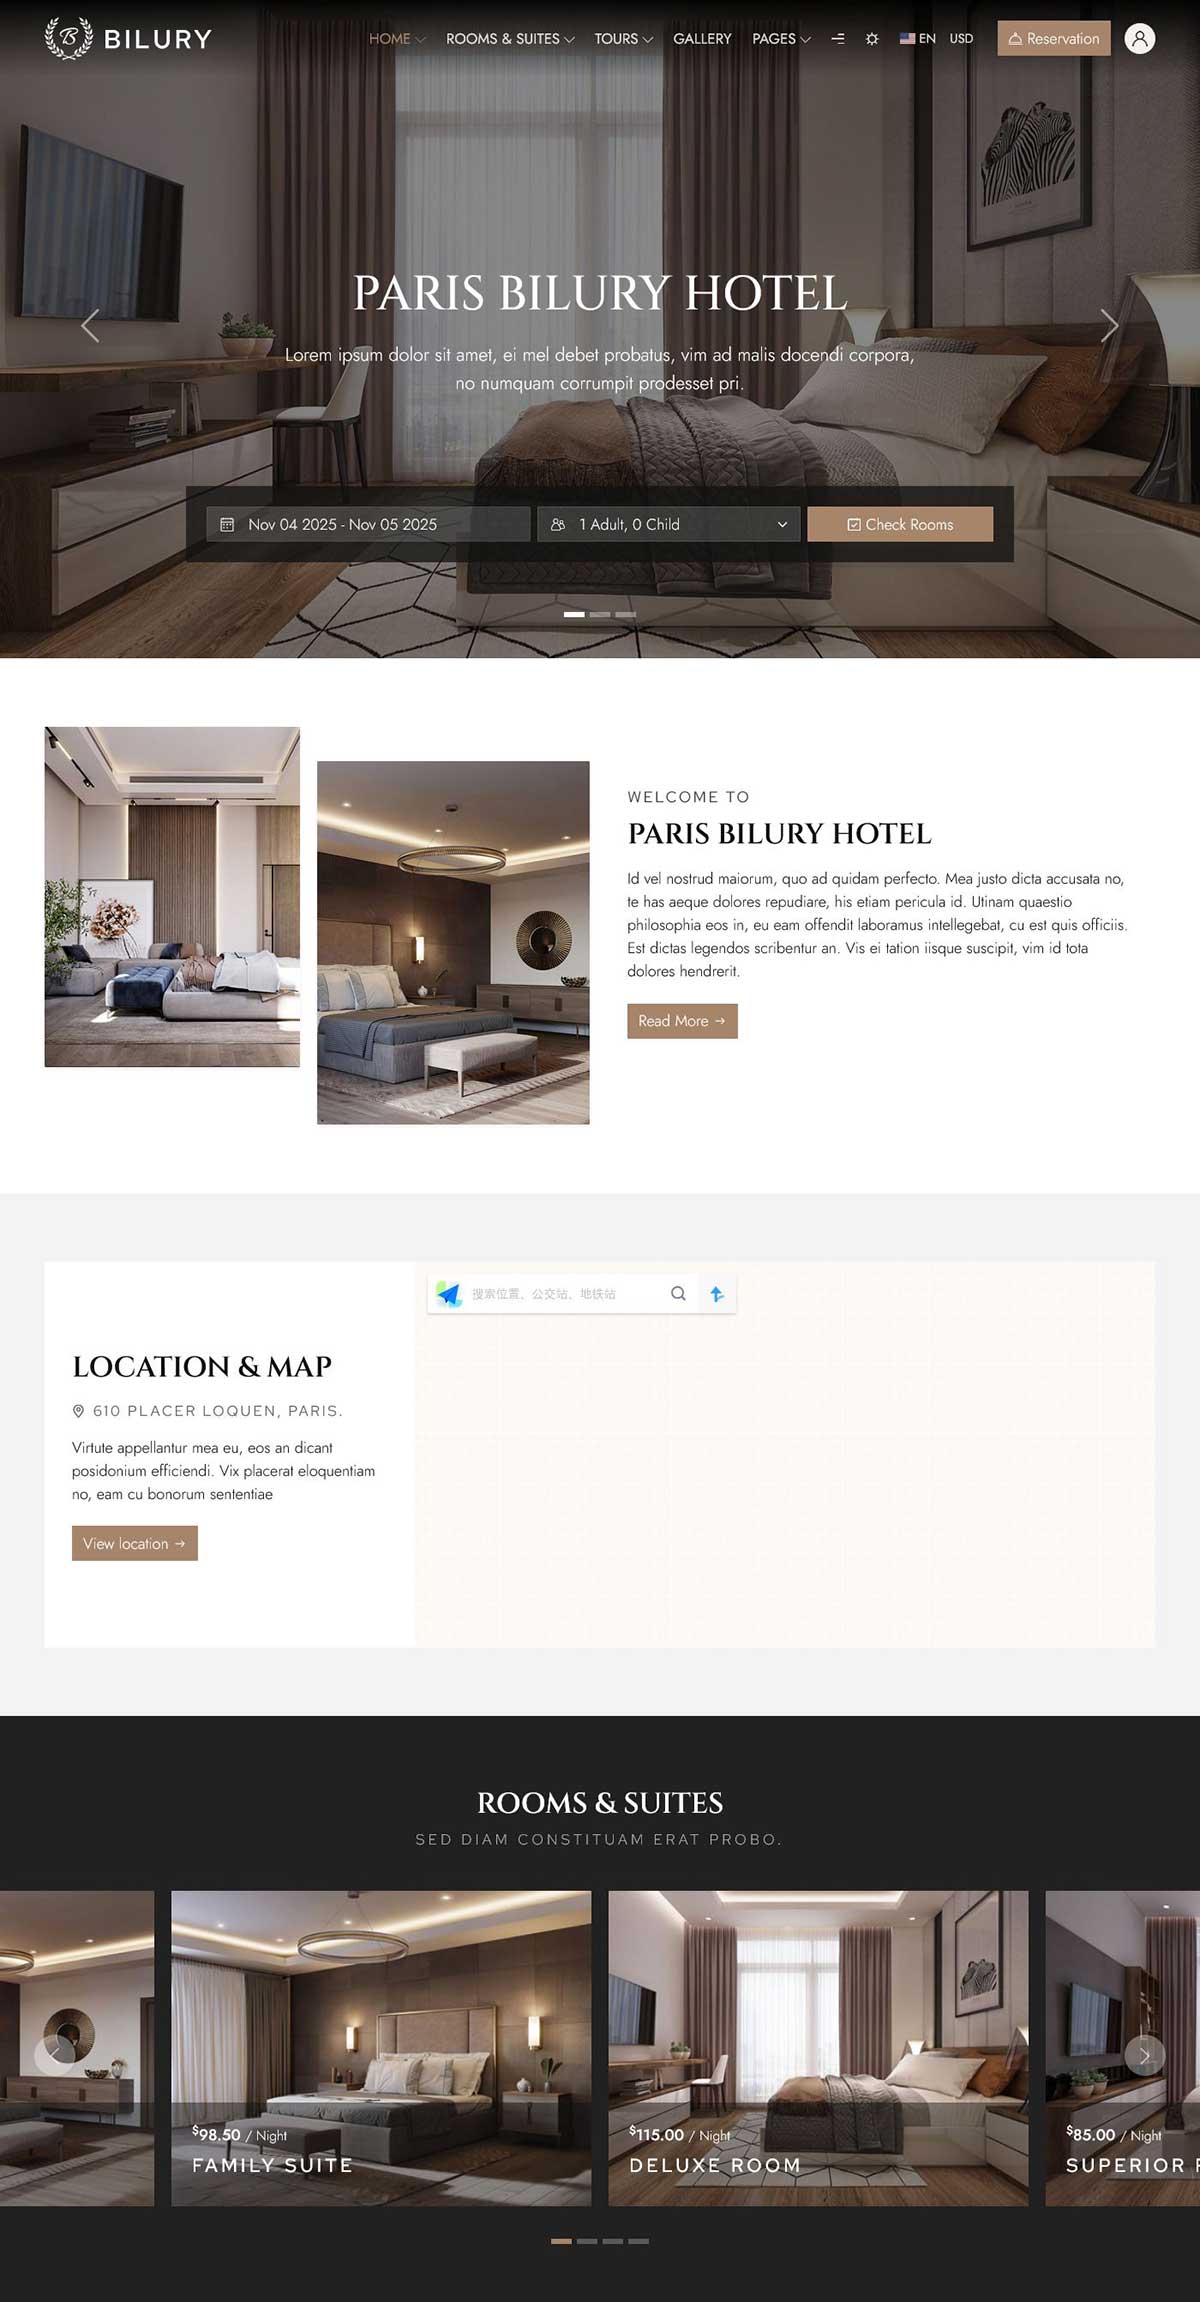 BILURY
HOME
ROOMS & SUITES
TOURS
GALLERY
PAGES
EN
USD
Reservation
PARIS BILURY HOTEL
Lorem ipsum dolor sit amet, ei mel debet probatus, vim ad malis docendi corpora,
no numquam corrumpit prodesset pri.
Nov 04 2025 - Nov 05 2025
1 Adult, 0 Child
Check Rooms
WELCOME TO
PARIS BILURY HOTEL
Id vel nostrud maiorum, quo ad quidam perfecto. Mea justo dicta accusata no,
te has aeque dolores repudiare, his etiam pericula id. Utinam quaestio
philosophia eos in, eu eam offendit laboramus intellegebat, cu est quis officiis.
Est dictas legendos scribentur an. Vis ei tation iisque suscipit, vim id tota
dolores hendrerit.
Read More →
搜索位置、公交站、地铁站
LOCATION & MAP
610 PLACER LOQUEN, PARIS.
Virtute appellantur mea eu, eos an dicant
posidonium efficiendi. Vix placerat eloquentiam
no, eam cu bonorum sententiae
View location →
ROOMS & SUITES
SED DIAM CONSTITUAM ERAT PROBO.
$98.50 / Night
FAMILY SUITE
$115.00 / Night
DELUXE ROOM
$85.00 / Night
SUPERIOR